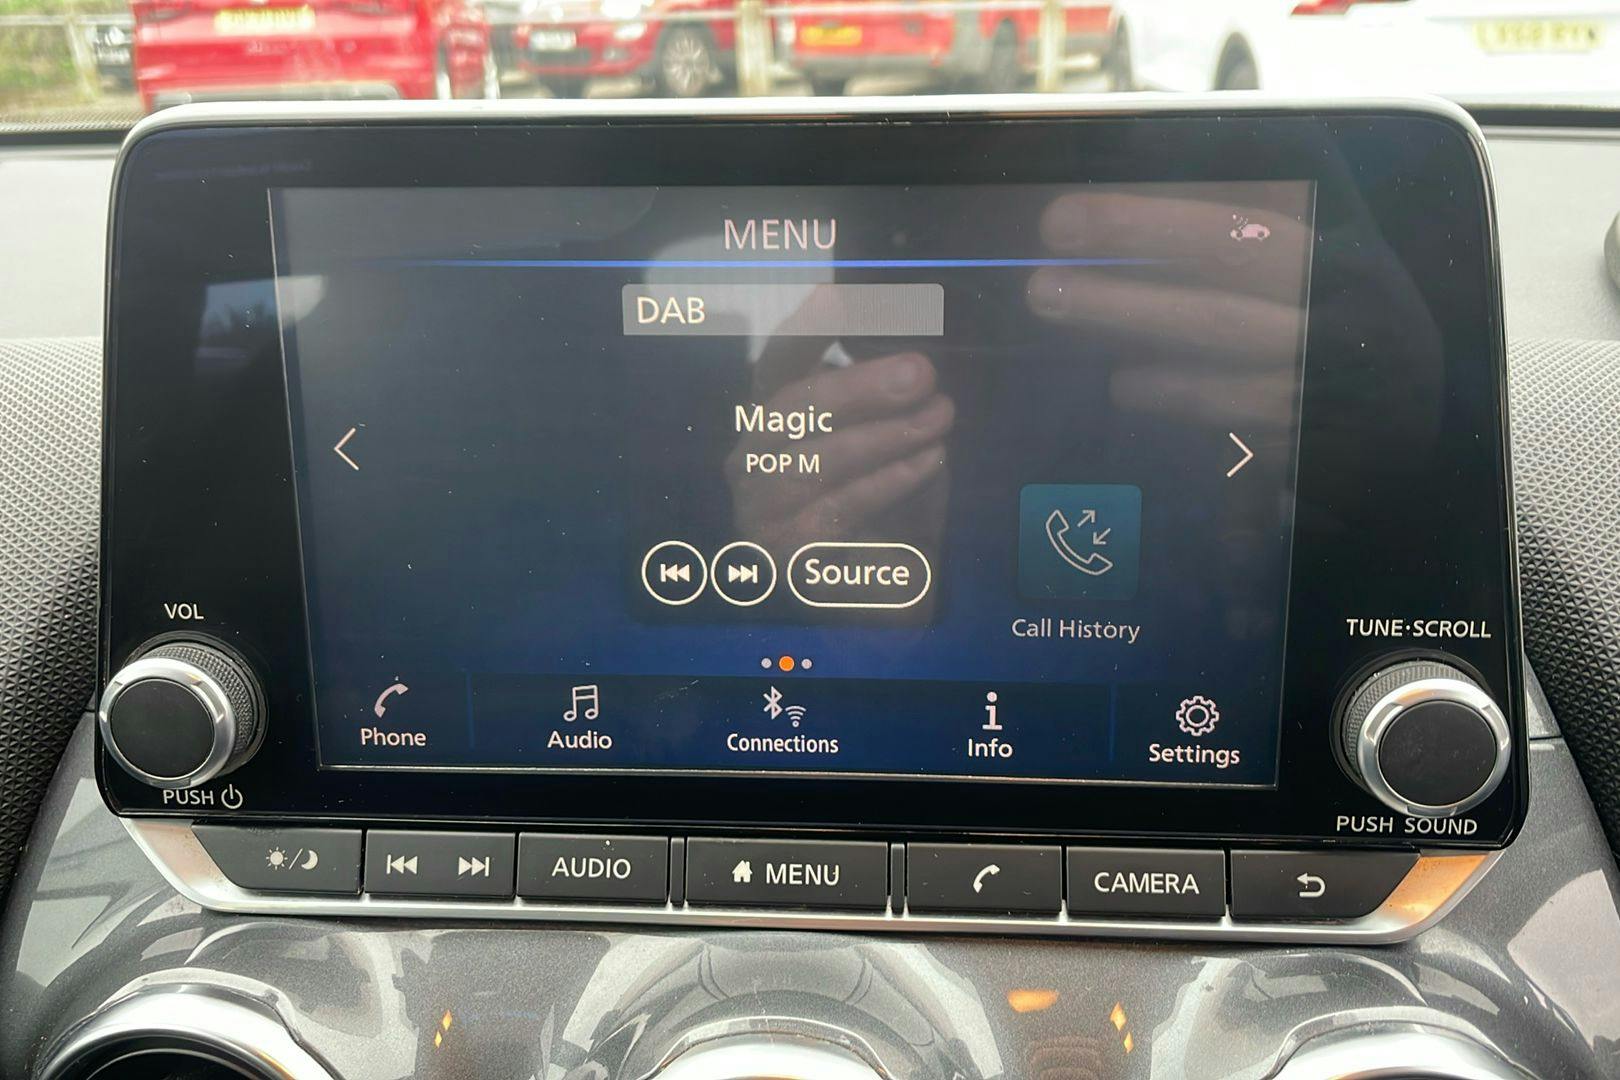 MENU
DAB
Magic
POP M
Source
Call History
VOL
TUNE·SCROLL
Phone
Audio
Connections
Info
Settings
PUSH
PUSH SOUND
AUDIO
MENU
CAMERA